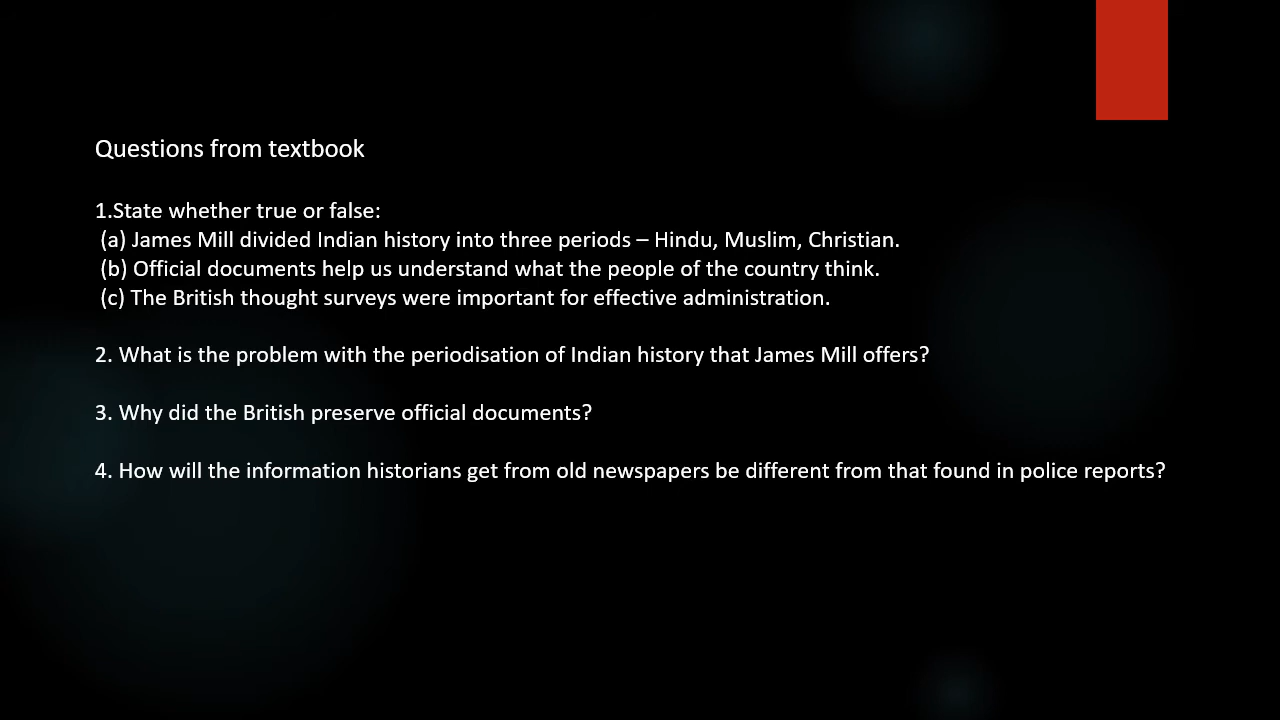 Questions from textbook
1.State whether true or false:
(a) James Mill divided Indian history into three periods – Hindu, Muslim, Christian.
(b) Official documents help us understand what the people of the country think.
(c) The British thought surveys were important for effective administration.
2. What is the problem with the periodisation of Indian history that James Mill offers?
3. Why did the British preserve official documents?
4. How will the information historians get from old newspapers be different from that found in police reports?